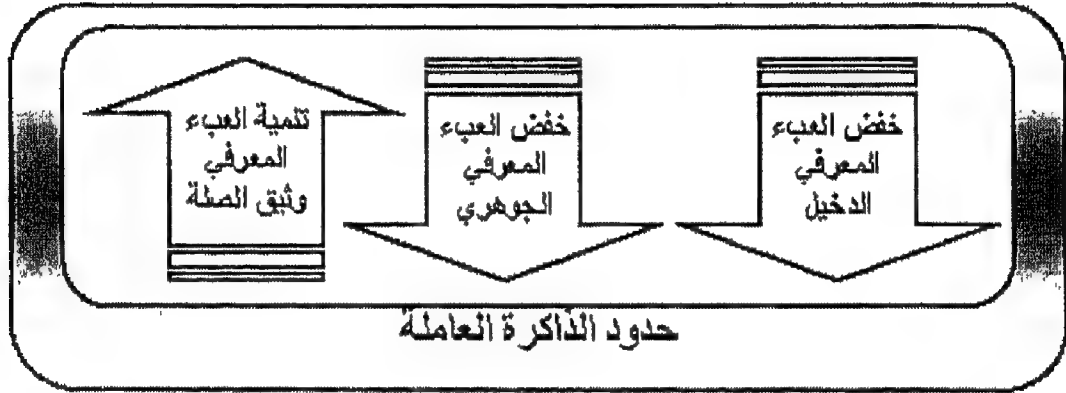 خفض العبء
المعرفي
الدخيل
خفض العبء
المعرفي
الجوهري
تنمية العبء
المعرفي
وثيق الصلة
حدود الذاكرة العاملة